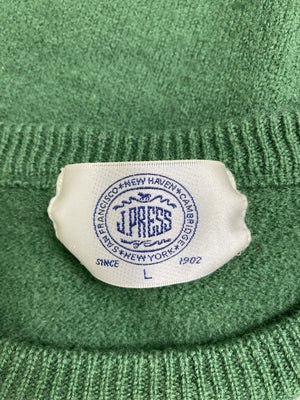 SAN FRANCISCO ★ NEW HAVEN ★ CAMBRIDGE ★ NEW YORK ★
J. PRESS
SINCE 1902
L